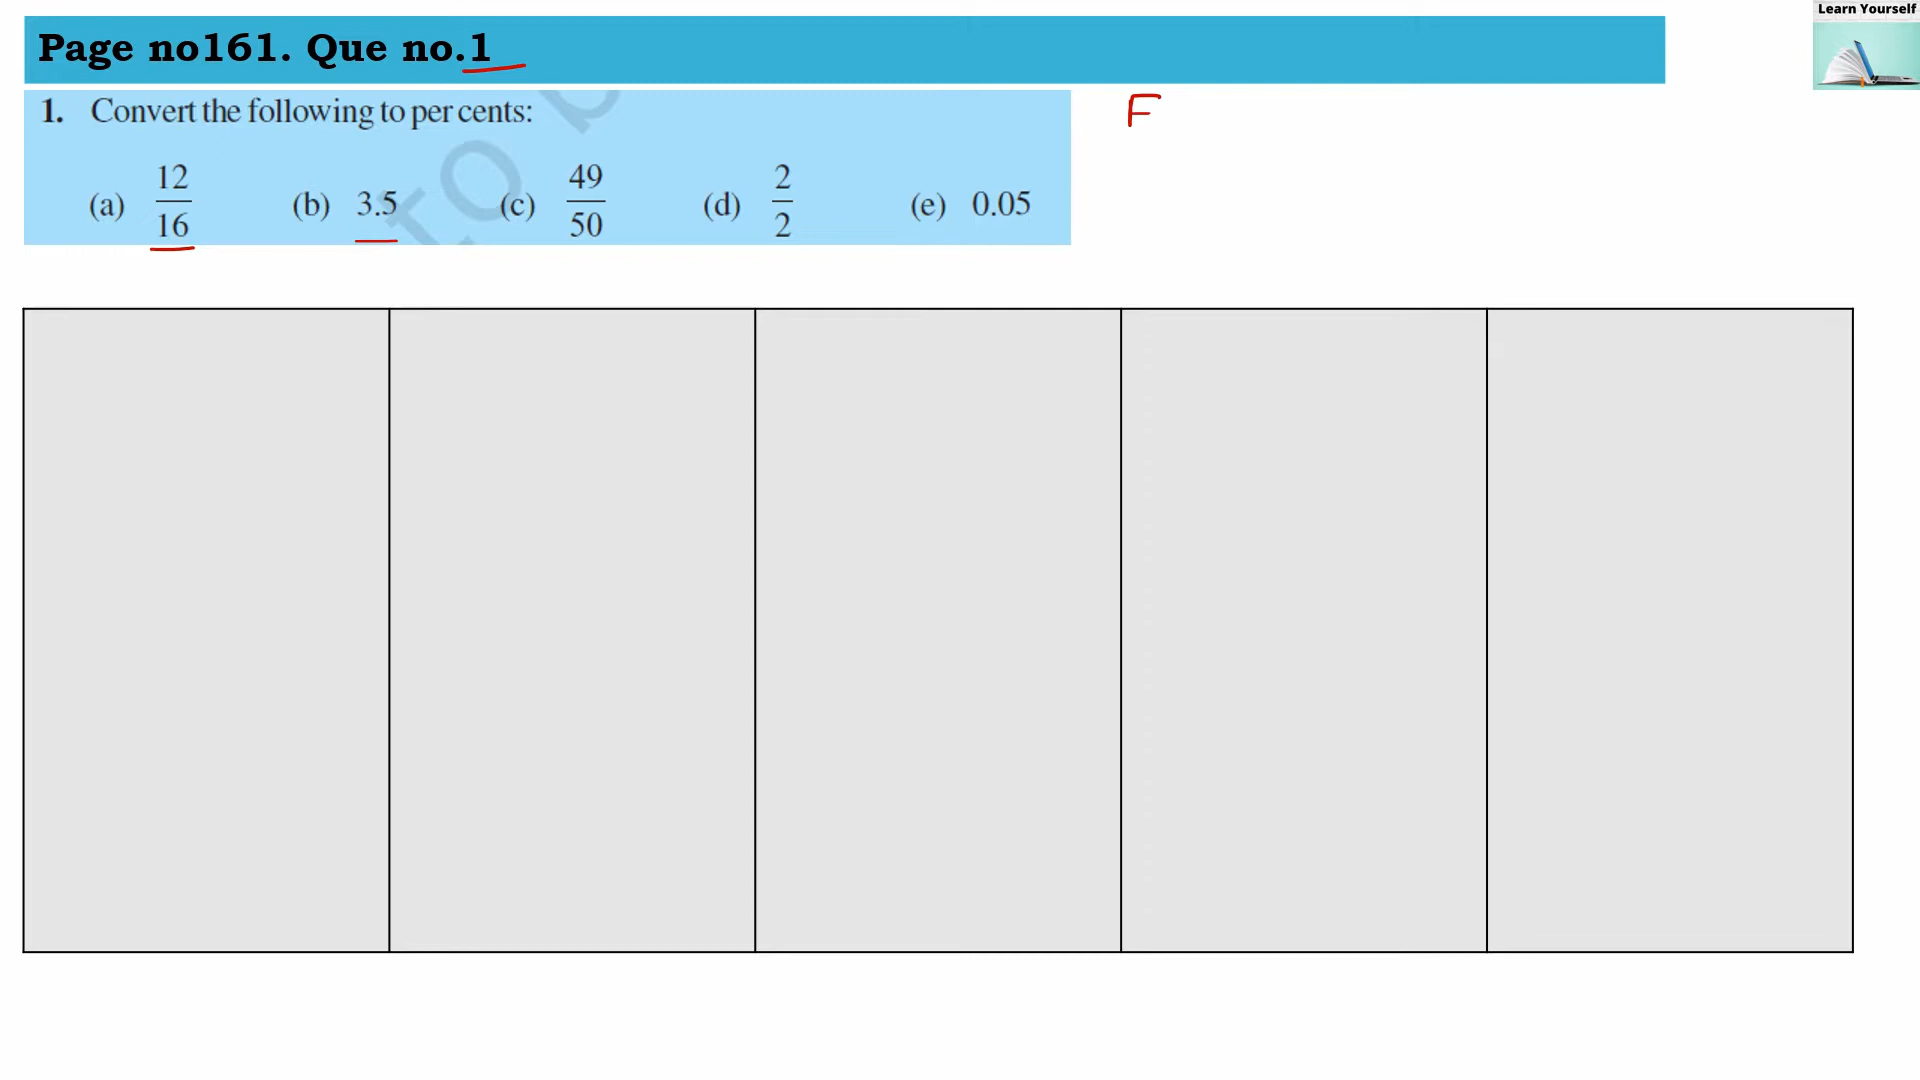 Learn Yourself
Page no161. Que no.1
F
1. Convert the following to per cents:
(a) 12/16 (b) 3.5 (c) 49/50 (d) 2/2 (e) 0.05